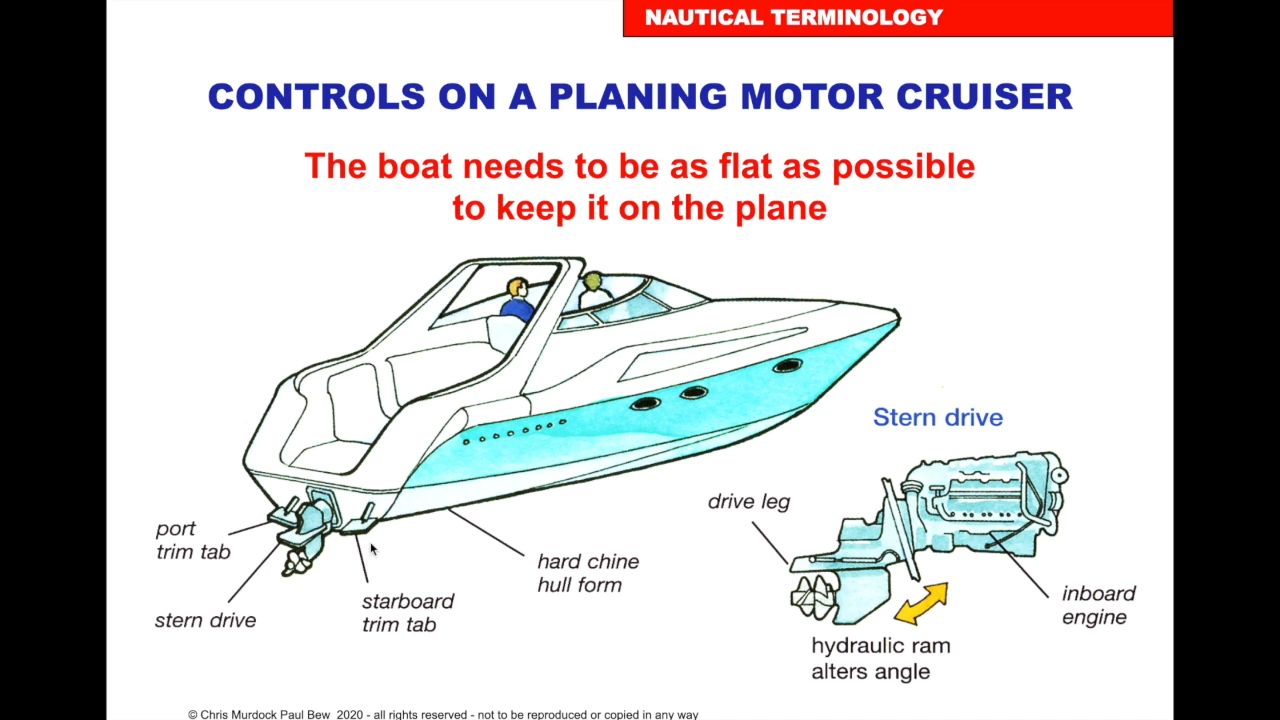 NAUTICAL TERMINOLOGY
CONTROLS ON A PLANING MOTOR CRUISER
The boat needs to be as flat as possible
to keep it on the plane
Stern drive
drive leg
port
trim tab
stern drive
starboard
trim tab
hard chine
hull form
inboard
engine
hydraulic ram
alters angle
© Chris Murdock Paul Bew 2020 - all rights reserved - not to be reproduced or copied in any way